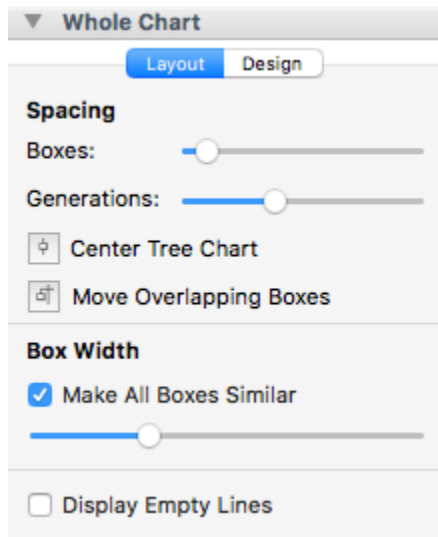 Whole Chart
Layout Design
Spacing
Boxes:
Generations:
Center Tree Chart
Move Overlapping Boxes
Box Width
Make All Boxes Similar
Display Empty Lines